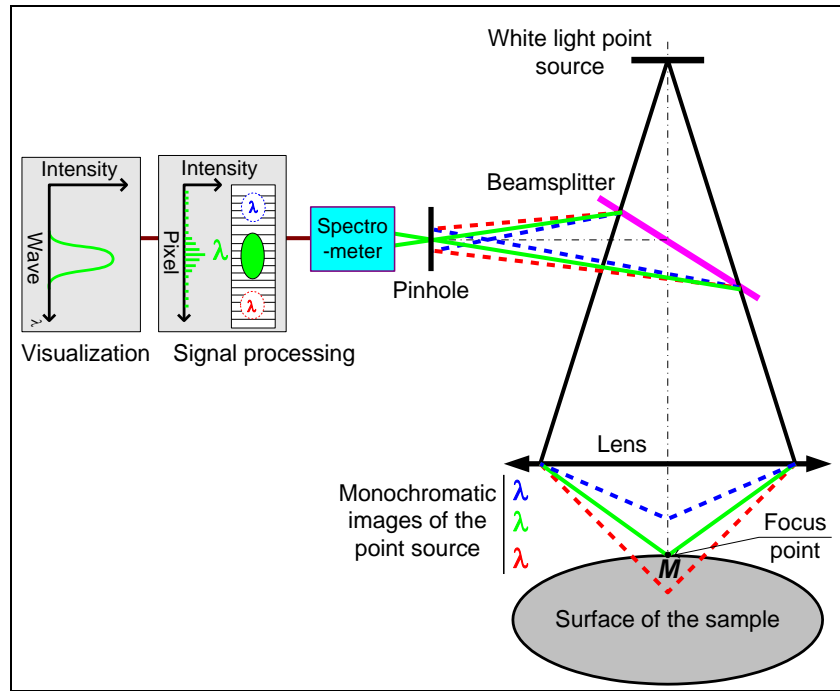 White light point
source
Intensity
Wave
λ
Visualization
Intensity
Pixel
λ
λ
λ
Signal processing
Spectro
-meter
Pinhole
Beamsplitter
Lens
Monochromatic
images of the
point source
λ
λ
λ
Focus
point
M
Surface of the sample